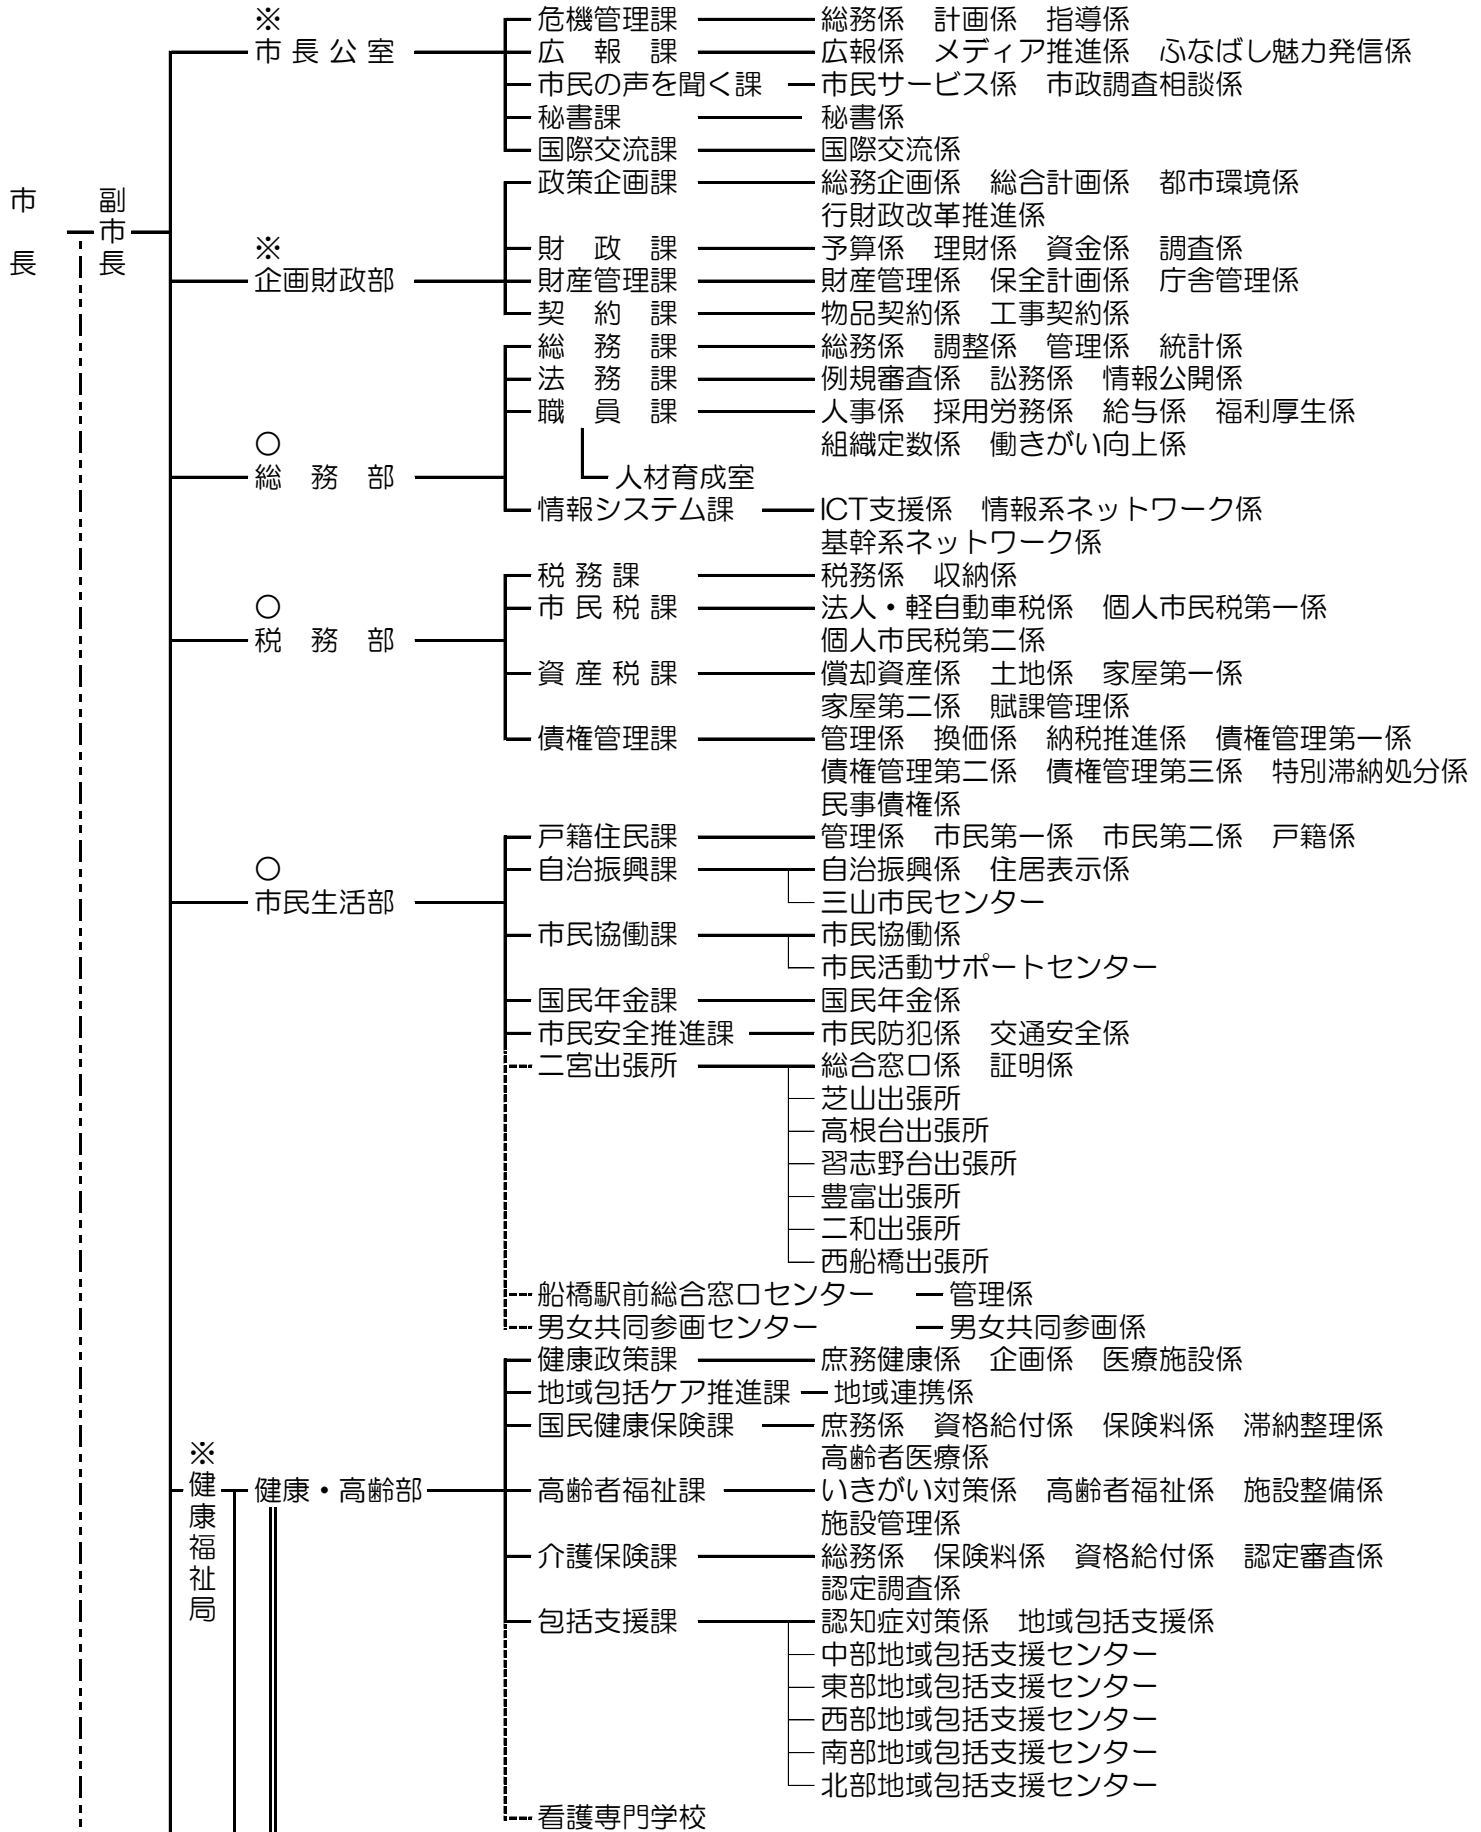 ※
市長公室
危機管理課 総務係 計画係 指導係
広報課 広報係 メディア推進係 ふなばし魅力発信係
市民の声を聞く課 市民サービス係 市政調査相談係
秘書課 秘書係
国際交流課 国際交流係
市長
副市長
※
企画財政部
政策企画課 総務企画係 総合計画係 都市環境係
行財政改革推進係
財政課 予算係 理財係 資金係 調査係
財産管理課 財産管理係 保全計画係 庁舎管理係
契約課 物品契約係 工事契約係
○
総務部
総務課 総務係 調整係 管理係 統計係
法務課 例規審査係 訟務係 情報公開係
職員課 人事係 採用労務係 給与係 福利厚生係
組織定数係 働きがい向上係
人材育成室
情報システム課 ICT支援係 情報系ネットワーク係
基幹系ネットワーク係
○
税務部
税務課 税務係 収納係
市民税課 法人・軽自動車税係 個人市民税第一係
個人市民税第二係
資産税課 償却資産係 土地係 家屋第一係
家屋第二係 賦課管理係
債権管理課 管理係 換価係 納税推進係 債権管理第一係
債権管理第二係 債権管理第三係 特別滞納処分係
民事債権係
○
市民生活部
戸籍住民課 管理係 市民第一係 市民第二係 戸籍係
自治振興課 自治振興係 住居表示係
三山市民センター
市民協働課 市民協働係
市民活動サポートセンター
国民年金課 国民年金係
市民安全推進課 市民防犯係 交通安全係
二宮出張所 総合窓口係 証明係
芝山出張所
高根台出張所
習志野台出張所
豊富出張所
二和出張所
西船橋出張所
船橋駅前総合窓口センター 管理係
男女共同参画センター 男女共同参画係
※
健康福祉局
健康・高齢部
健康政策課 庶務健康係 企画係 医療施設係
地域包括ケア推進課 地域連携係
国民健康保険課 庶務係 資格給付係 保険料係 滞納整理係
高齢者医療係
高齢者福祉課 いきがい対策係 高齢者福祉係 施設整備係
施設管理係
介護保険課 総務係 保険料係 資格給付係 認定審査係
認定調査係
包括支援課 認知症対策係 地域包括支援係
中部地域包括支援センター
東部地域包括支援センター
西部地域包括支援センター
南部地域包括支援センター
北部地域包括支援センター
看護専門学校